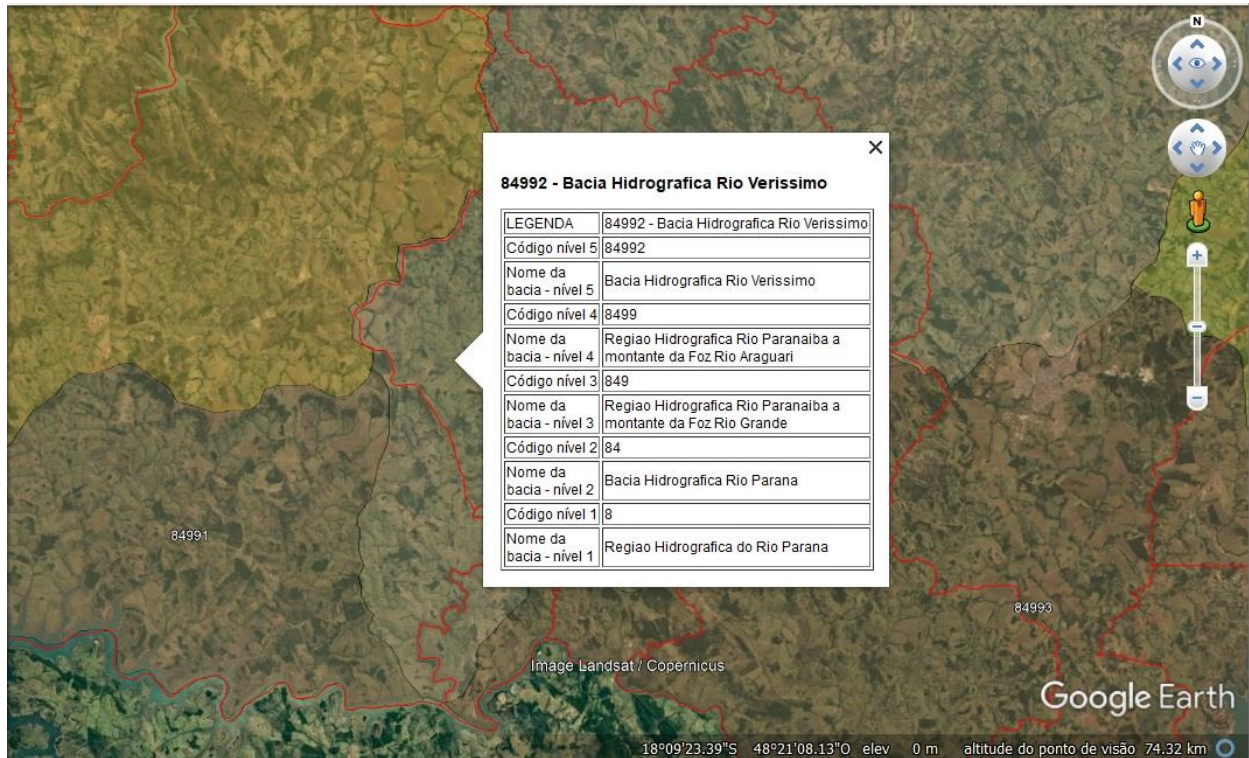 N
84992 - Bacia Hidrografica Rio Verissimo
LEGENDA 84992 - Bacia Hidrografica Rio Verissimo
Código nível 5 84992
Nome da
bacia - nível 5 Bacia Hidrografica Rio Verissimo
Código nível 4 8499
Nome da Regiao Hidrografica Rio Paranaiba a
bacia - nível 4 montante da Foz Rio Araguari
Código nível 3 849
Nome da Regiao Hidrografica Rio Paranaiba a
bacia - nível 3 montante da Foz Rio Grande
Código nível 2 84
Nome da
bacia - nível 2 Bacia Hidrografica Rio Parana
Código nível 1 8
Nome da
bacia - nível 1 Regiao Hidrografica do Rio Parana
84991
84993
Image Landsat / Copernicus
Google Earth
18°09'23.39"S 48°21'08.13"O elev 0 m altitude do ponto de visão 74.32 km